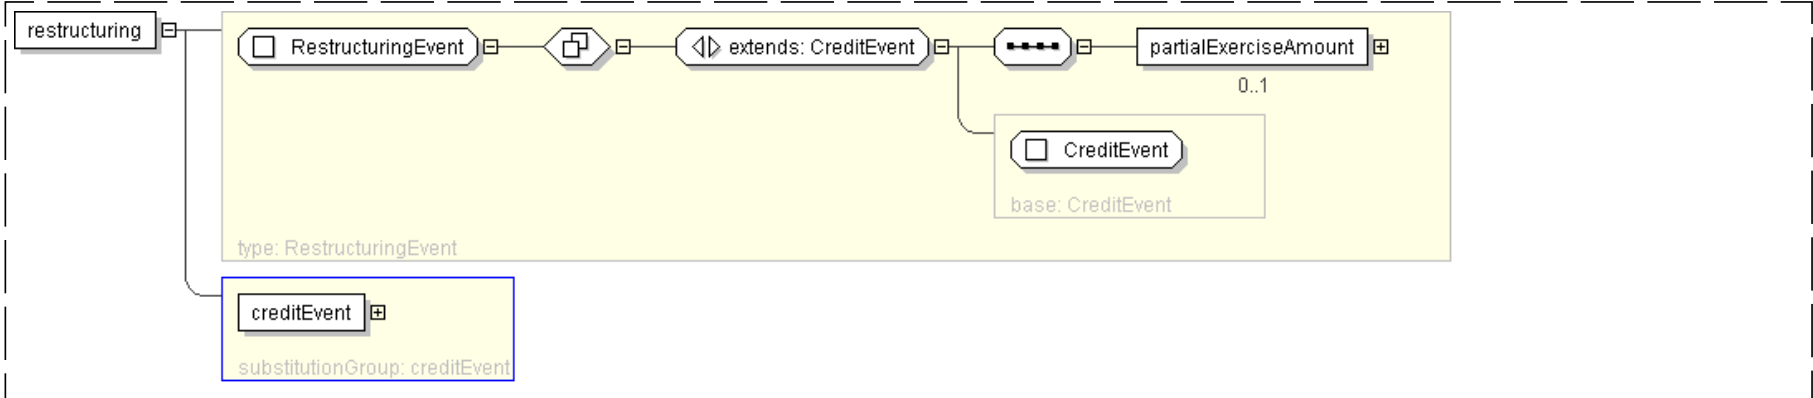 restructuring
RestructuringEvent
extends: CreditEvent
partialExerciseAmount
0..1
CreditEvent
base: CreditEvent
type: RestructuringEvent
creditEvent
substitutionGroup: creditEvent